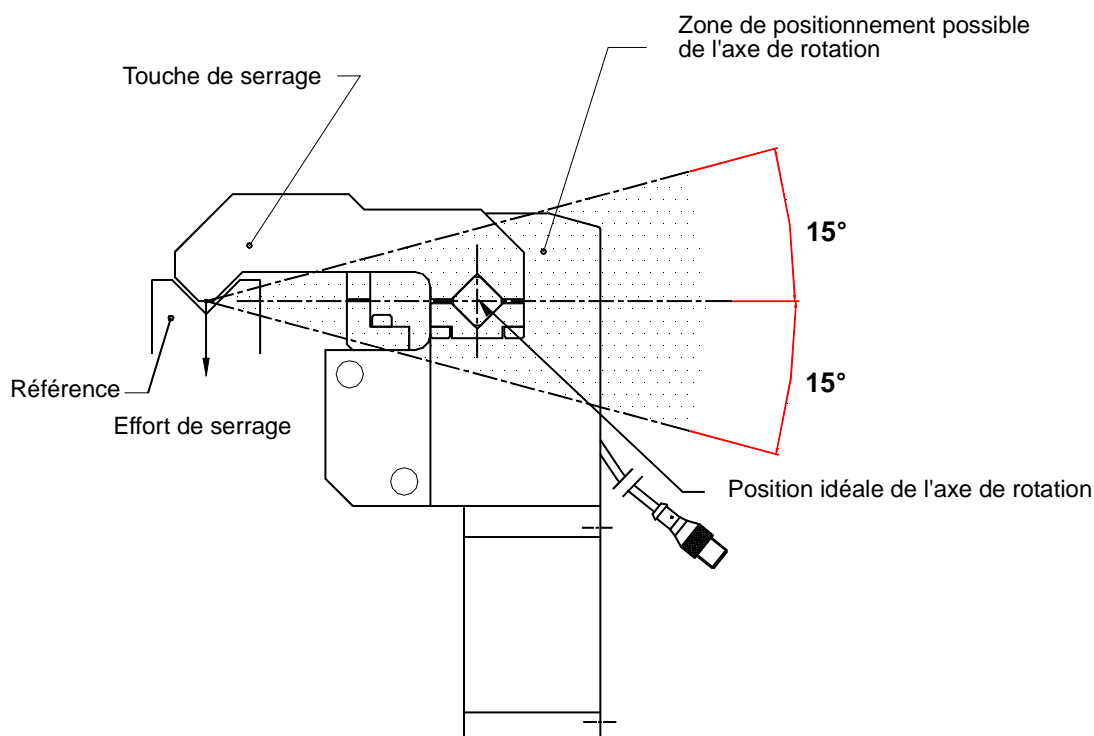 Zone de positionnement possible
de l'axe de rotation
Touche de serrage
15°
15°
Référence
Effort de serrage
Position idéale de l'axe de rotation